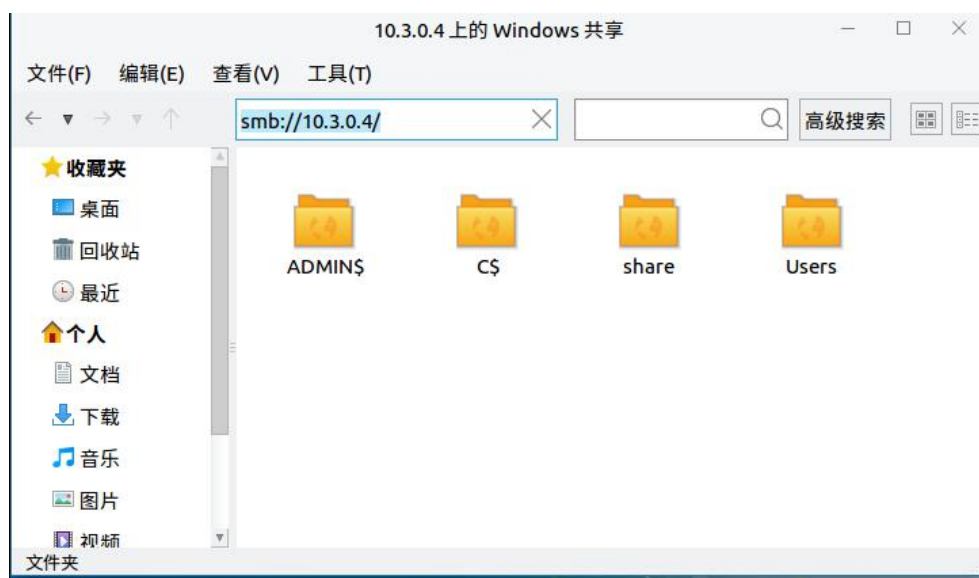 10.3.0.4 上的 Windows 共享
文件(F) 编辑(E) 查看(V) 工具(T)
smb://10.3.0.4/
高级搜索
收藏夹
桌面
回收站
最近
个人
文档
下载
音乐
图片
视频
ADMIN$ C$ share Users
文件夹